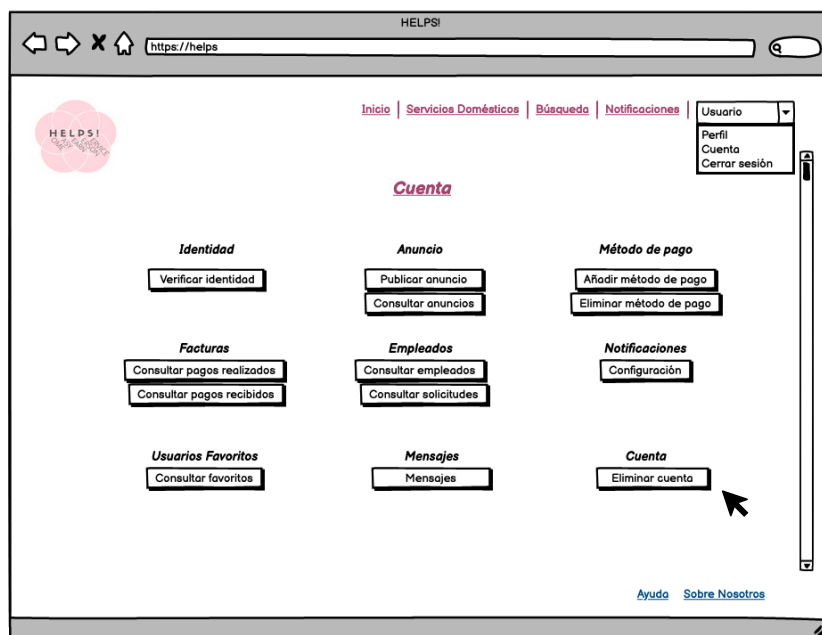 HELPS!
https://helps
Inicio
Servicios Domésticos
Búsqueda
Notificaciones
Usuario
Perfil
Cuenta
Cerrar sesión
HELPS!
Cuenta
Identidad
Anuncio
Método de pago
Verificar identidad
Publicar anuncio
Añadir método de pago
Consultar anuncios
Eliminar método de pago
Facturas
Empleados
Notificaciones
Consultar pagos realizados
Consultar empleados
Configuración
Consultar pagos recibidos
Consultar solicitudes
Usuarios Favoritos
Mensajes
Cuenta
Consultar favoritos
Mensajes
Eliminar cuenta
Ayuda
Sobre Nosotros